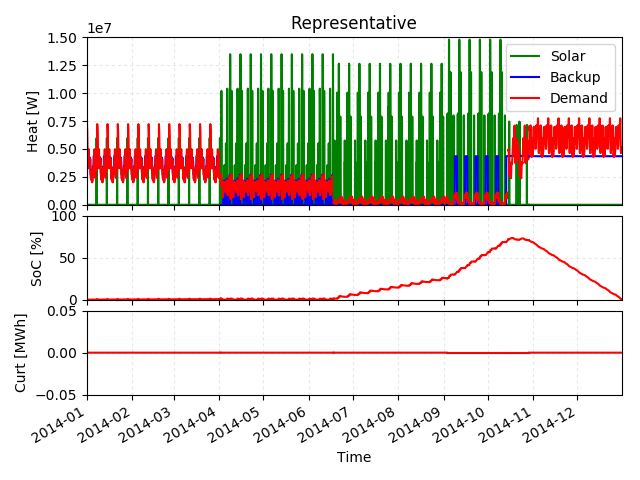 Representative
1e7
Heat [W]
1.50
1.25
1.00
0.75
0.50
0.25
0.00
Solar
Backup
Demand
SoC [%]
100
50
0
Curt [MWh]
0.05
0.00
−0.05
2014-01
2014-02
2014-03
2014-04
2014-05
2014-06
2014-07
2014-08
2014-09
2014-10
2014-11
2014-12
Time